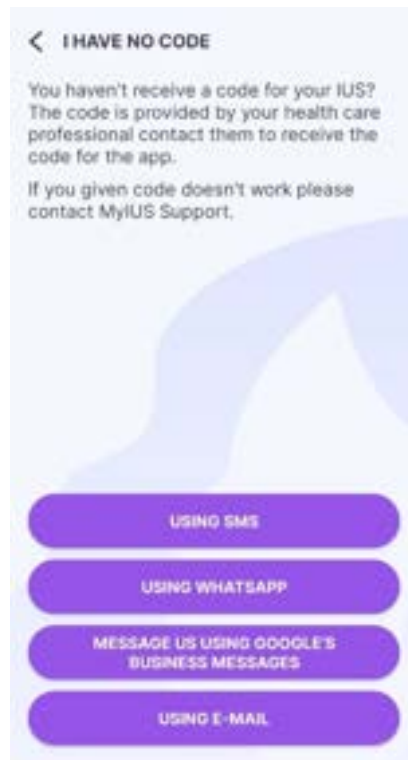 I HAVE NO CODE
You haven't receive a code for your IUS?
The code is provided by your health care
professional contact them to receive the
code for the app.
If you given code doesn't work please
contact MyIUS Support.
USING SMS
USING WHATSAPP
MESSAGE US USING GOOGLE'S
BUSINESS MESSAGES
USING E-MAIL